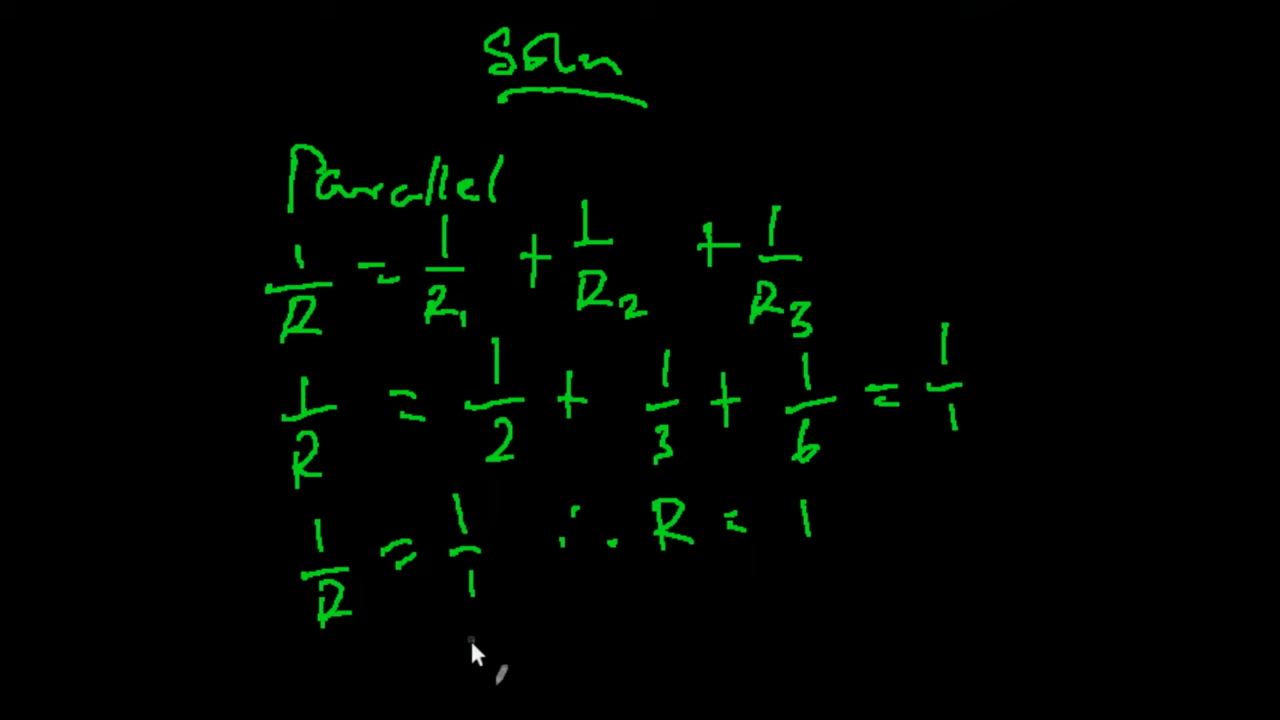 Soln
Parallel
1/R = 1/R₁ + 1/R₂ + 1/R₃
1/R = 1/2 + 1/3 + 1/6 = 1/1
1/R = 1/1 ∴ R = 1